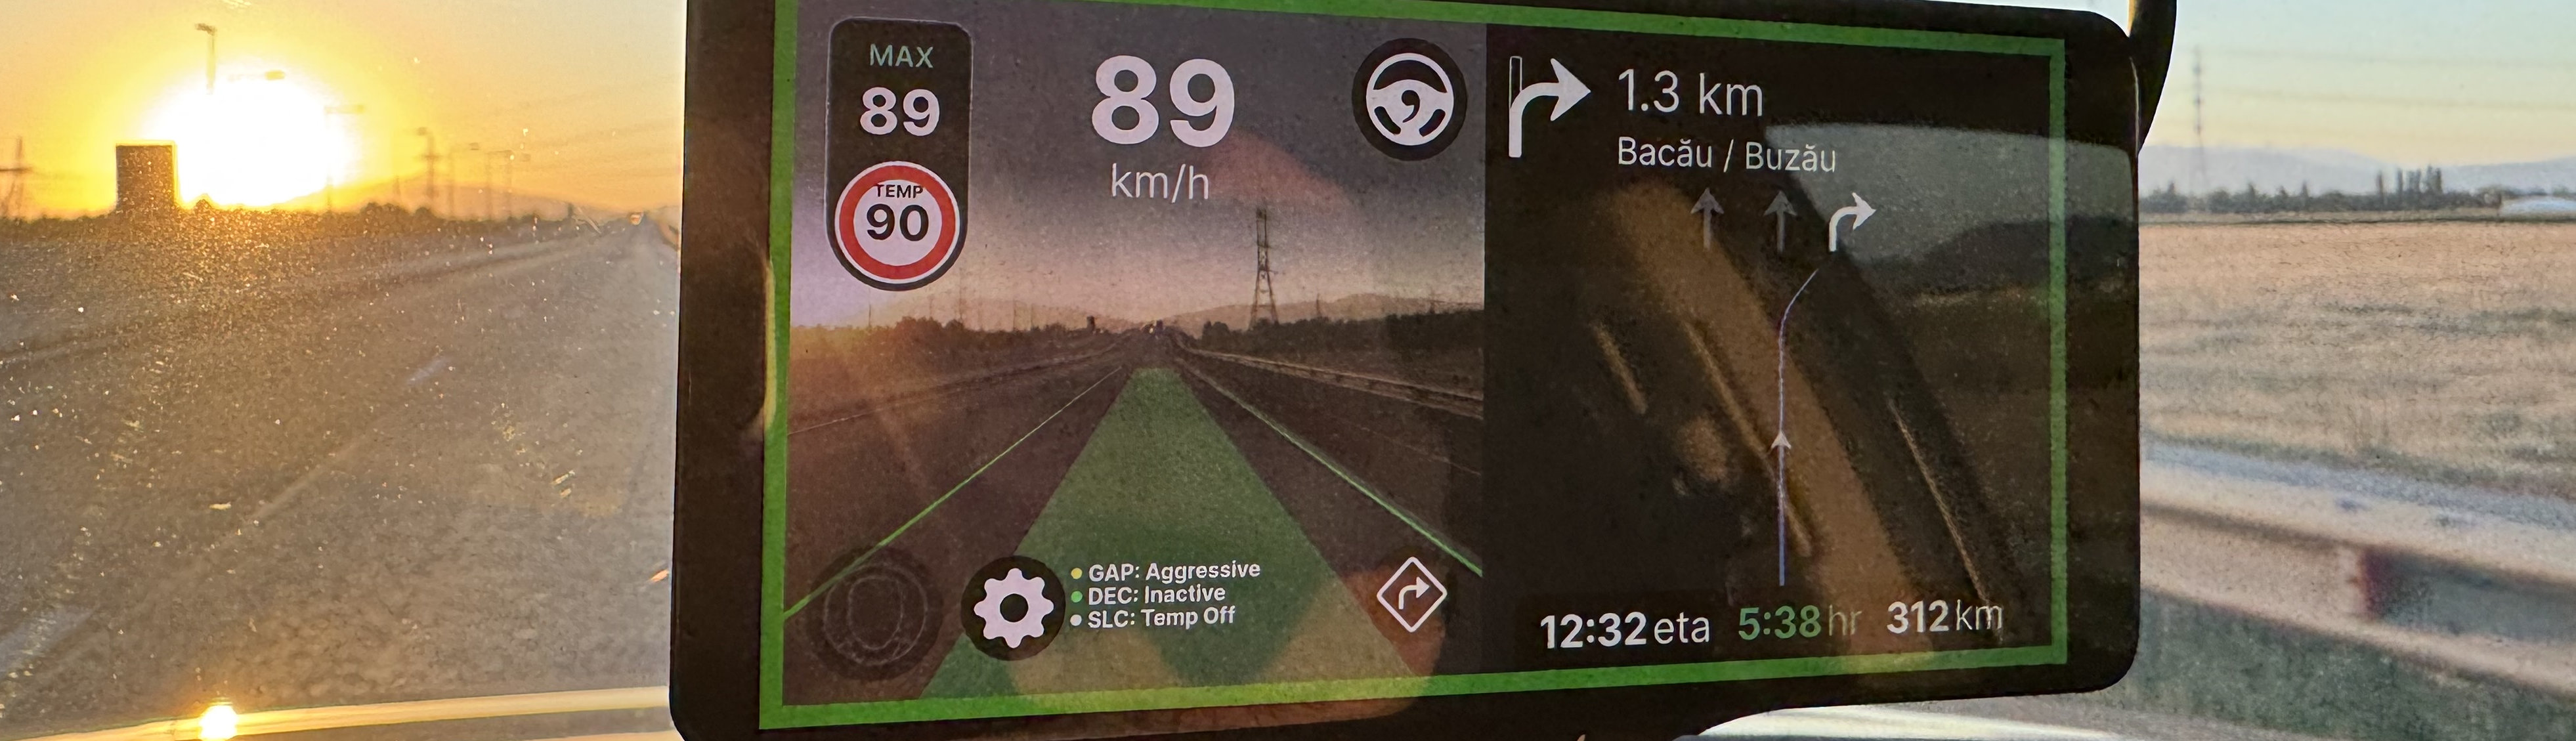 MAX
89
TEMP
90
89
km/h
GAP: Aggressive
DEC: Inactive
SLC: Temp Off
1.3 km
Bacău / Buzău
12:32 eta 5:38 hr 312 km